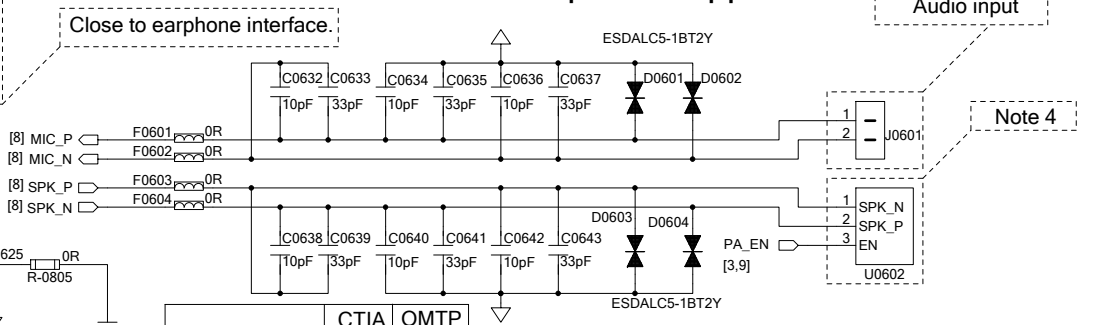 Audio input
Close to earphone interface.
ESDALC5-1BT2Y
C0632 C0633 C0634 C0635 C0636 C0637 D0601 D0602
10pF 33pF 10pF 33pF 10pF 33pF
Note 4
[8] MIC_P F0601 0R 1
[8] MIC_N F0602 0R 2 J0601
[8] SPK_P F0603 0R
[8] SPK_N F0604 0R
1 SPK_N
2 SPK_P
3 EN
U0602
D0603 D0604
C0638 C0639 C0640 C0641 C0642 C0643
10pF 33pF 10pF 33pF 10pF 33pF
PA_EN
[3,9]
625 0R
R-0805
ESDALC5-1BT2Y
CTIA OMTP